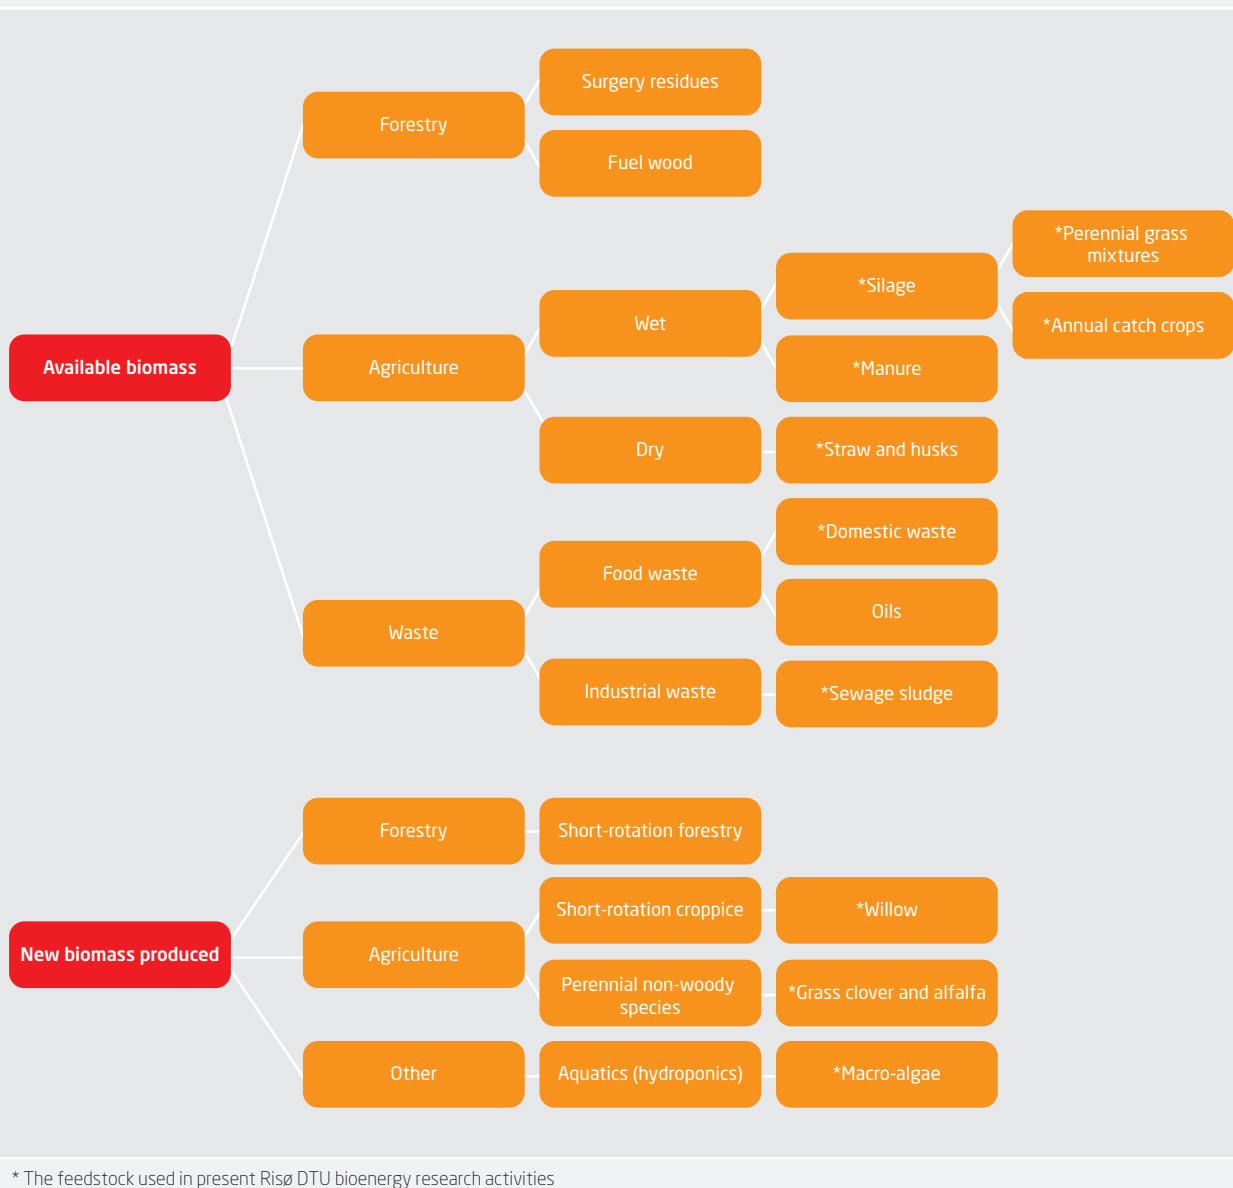 Surgery residues
Forestry
Fuel wood
*Perennial grass
mixtures
*Silage
Wet
*Annual catch crops
Available biomass
Agriculture
*Manure
Dry
*Straw and husks
*Domestic waste
Food waste
Oils
Waste
Industrial waste
*Sewage sludge
Forestry
Short-rotation forestry
Short-rotation croppice
*Willow
New biomass produced
Agriculture
Perennial non-woody
species
*Grass clover and alfalfa
Other
Aquatics (hydroponics)
*Macro-algae
* The feedstock used in present Risø DTU bioenergy research activities